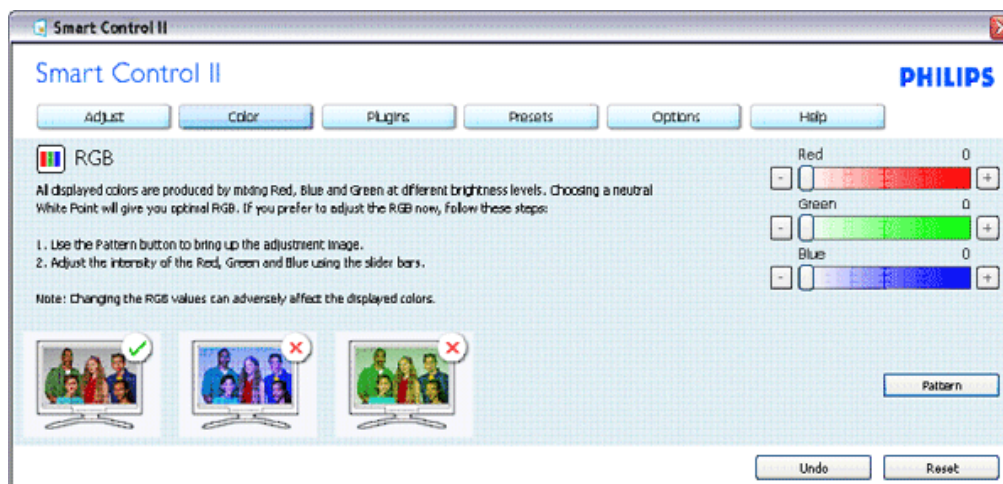 Smart Control II
Smart Control II
PHILIPS
Adjust
Color
Plugins
Presets
Options
Help
RGB
All displayed colors are produced by mixing Red, Blue and Green at different brightness levels. Choosing a neutral
White Point will give you optimal RGB. If you prefer to adjust the RGB now, follow these steps:
1. Use the Pattern button to bring up the adjustment image.
2. Adjust the intensity of the Red, Green and Blue using the slider bars.
Note: Changing the RGB values can adversely affect the displayed colors.
Red 0
- +
Green 0
- +
Blue 0
- +
Pattern
Undo
Reset